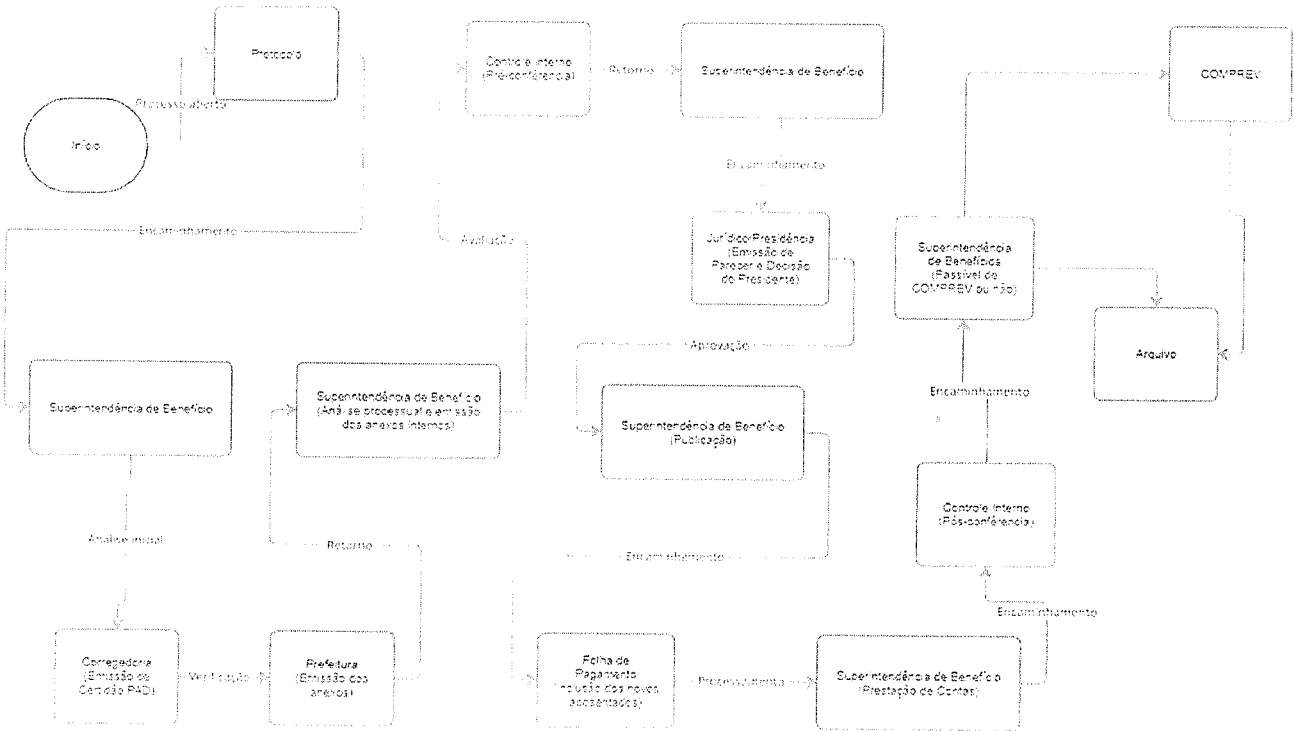 Início
Processo aberto
Protocolo
Encaminhamento
Superintendência de Benefício
Análise inicial
Corregedoria
(Emissão de
Certidão PAD)
Verificação
Prefeitura
(Emissão dos
anexos)
Retorno
Superintendência de Benefício
(Análise processual e emissão
dos anexos internos)
Avaliação
Controle Interno
(Pré-conferência)
Retorno
Superintendência de Benefício
Encaminhamento
Jurídico/Presidência
(Emissão de
Parecer e Decisão
do Presidente)
Aprovação
Superintendência de Benefício
(Publicação)
Encaminhamento
Folha de
Pagamento
(Inclusão dos novos
aposentados)
Processamento
Superintendência de Benefício
(Prestação de Contas)
Encaminhamento
Controle Interno
(Pós-conferência)
Encaminhamento
Superintendência
de Benefícios
(Passível de
COMPREV ou não)
COMPREV
Arquivo